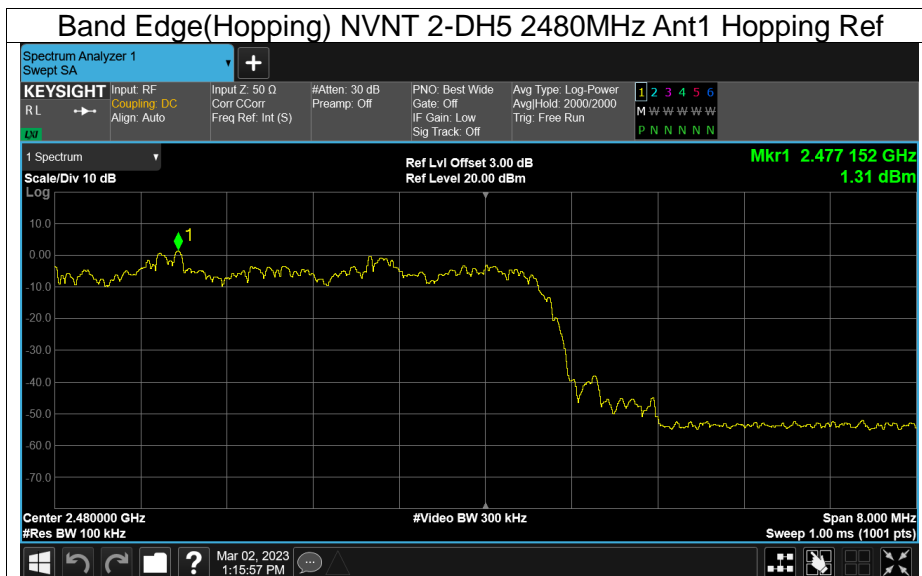 Band Edge(Hopping) NVNT 2-DH5 2480MHz Ant1 Hopping Ref
Spectrum Analyzer 1
Swept SA
+
KEYSIGHT
R L
LXI
Input: RF
Coupling: DC
Align: Auto
Input Z: 50 Ω
Corr CCorr
Freq Ref: Int (S)
#Atten: 30 dB
Preamp: Off
PNO: Best Wide
Gate: Off
IF Gain: Low
Sig Track: Off
Avg Type: Log-Power
Avg|Hold: 2000/2000
Trig: Free Run
1 2 3 4 5 6
M W W W W W
P N N N N N
1 Spectrum
Scale/Div 10 dB
Ref Lvl Offset 3.00 dB
Ref Level 20.00 dBm
Mkr1 2.477 152 GHz
1.31 dBm
Log
10.0
0.00
-10.0
-20.0
-30.0
-40.0
-50.0
-60.0
-70.0
1
Center 2.480000 GHz
#Res BW 100 kHz
#Video BW 300 kHz
Span 8.000 MHz
Sweep 1.00 ms (1001 pts)
?
Mar 02, 2023
1:15:57 PM